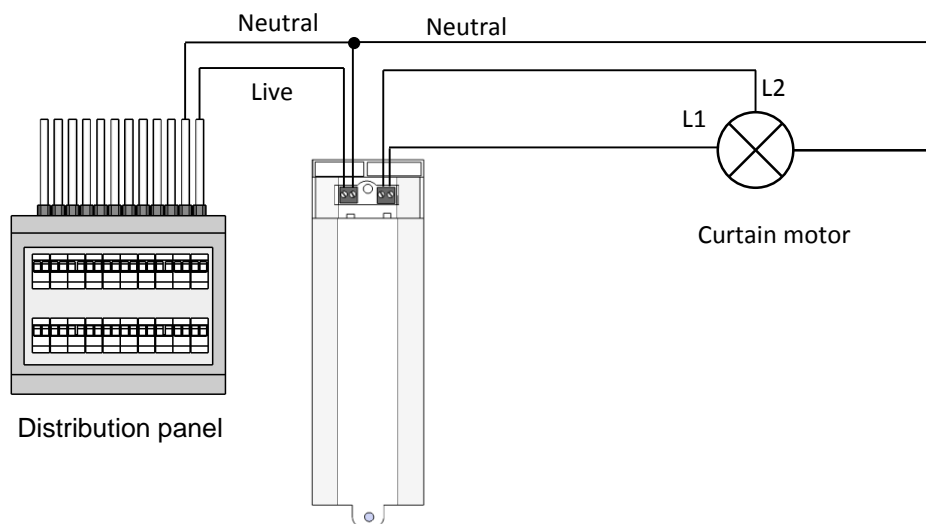 Neutral
Neutral
Live
L2
L1
Curtain motor
Distribution panel